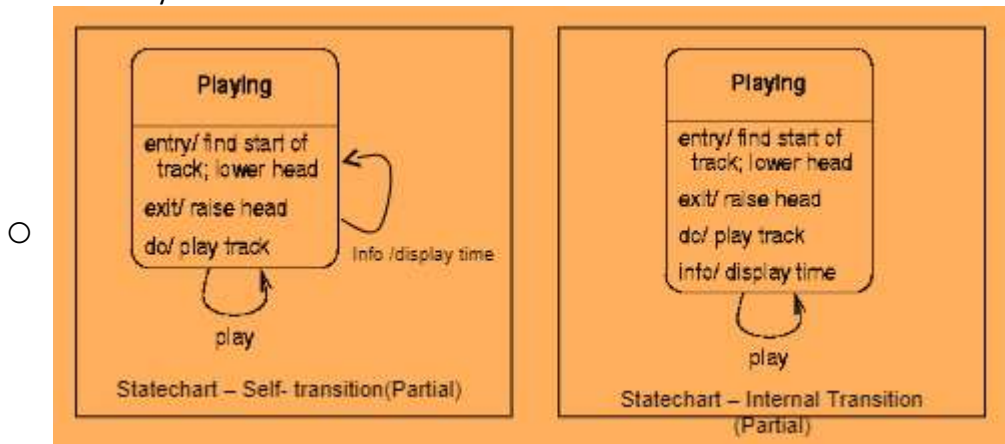 Playing
entry/ find start of
track; lower head
exit/ raise head
do/ play track
Info /display time
play
Statechart – Self- transition(Partial)
Playing
entry/ find start of
track; lower head
exit/ raise head
do/ play track
info/ display time
play
Statechart – Internal Transition
(Partial)